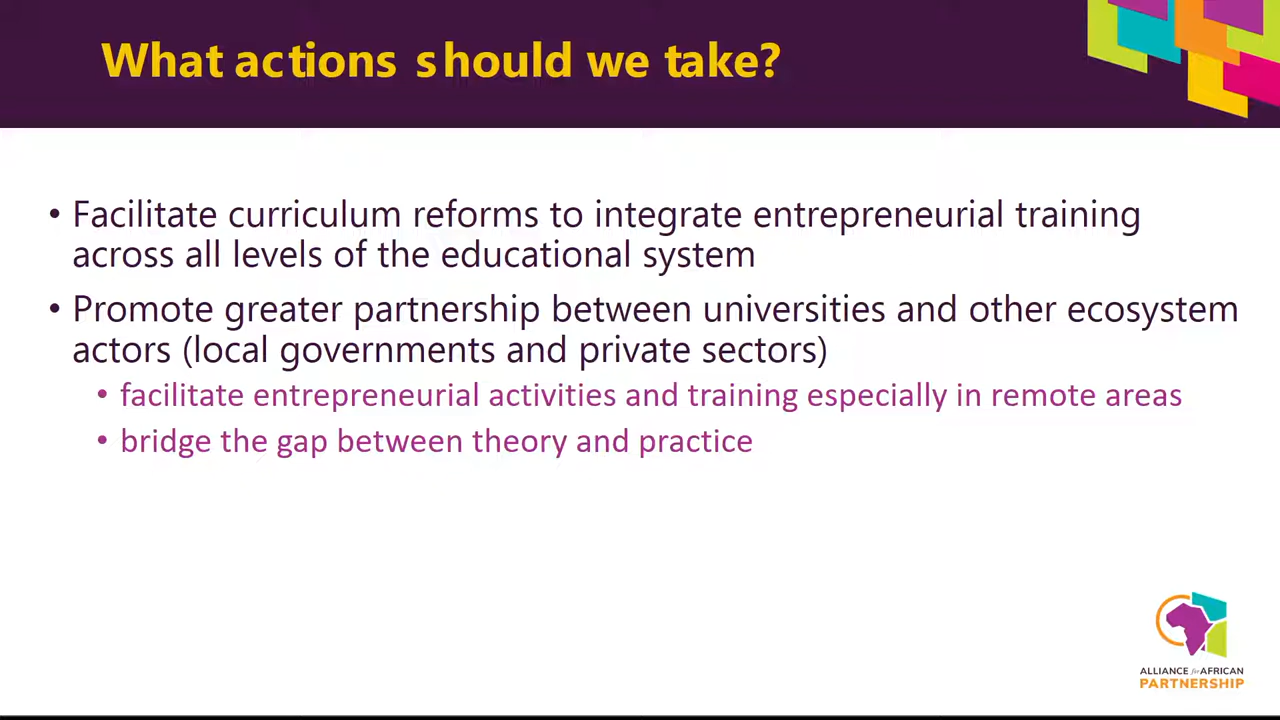 What actions should we take?
• Facilitate curriculum reforms to integrate entrepreneurial training
across all levels of the educational system
• Promote greater partnership between universities and other ecosystem
actors (local governments and private sectors)
• facilitate entrepreneurial activities and training especially in remote areas
• bridge the gap between theory and practice
ALLIANCE for AFRICAN
PARTNERSHIP